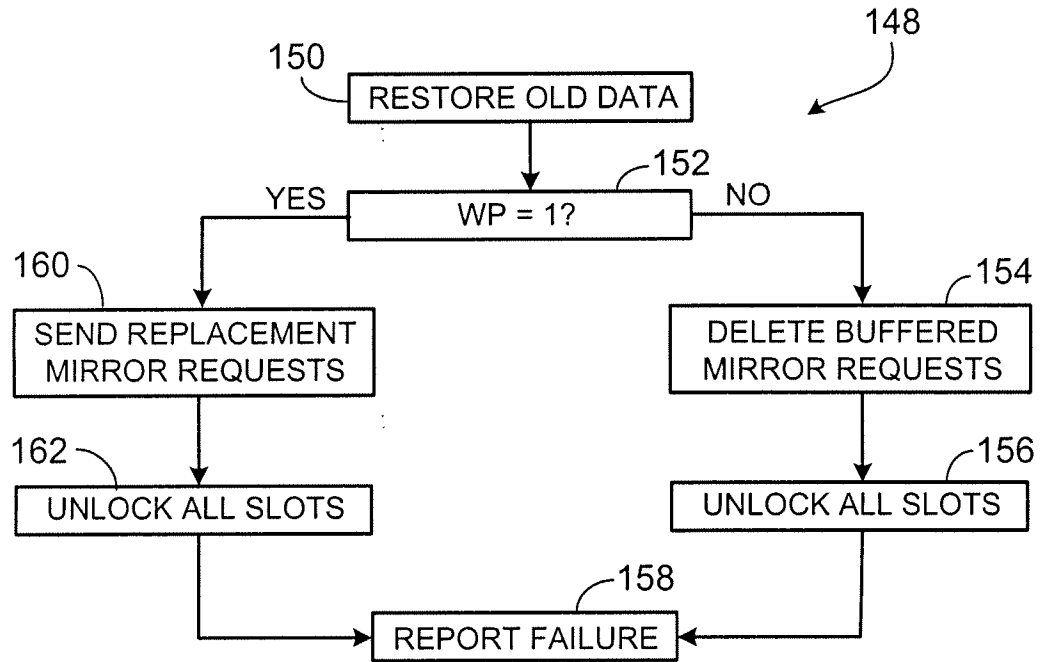 148
150
RESTORE OLD DATA
152
YES
WP = 1?
NO
160
154
SEND REPLACEMENT
MIRROR REQUESTS
DELETE BUFFERED
MIRROR REQUESTS
162
156
UNLOCK ALL SLOTS
UNLOCK ALL SLOTS
158
REPORT FAILURE